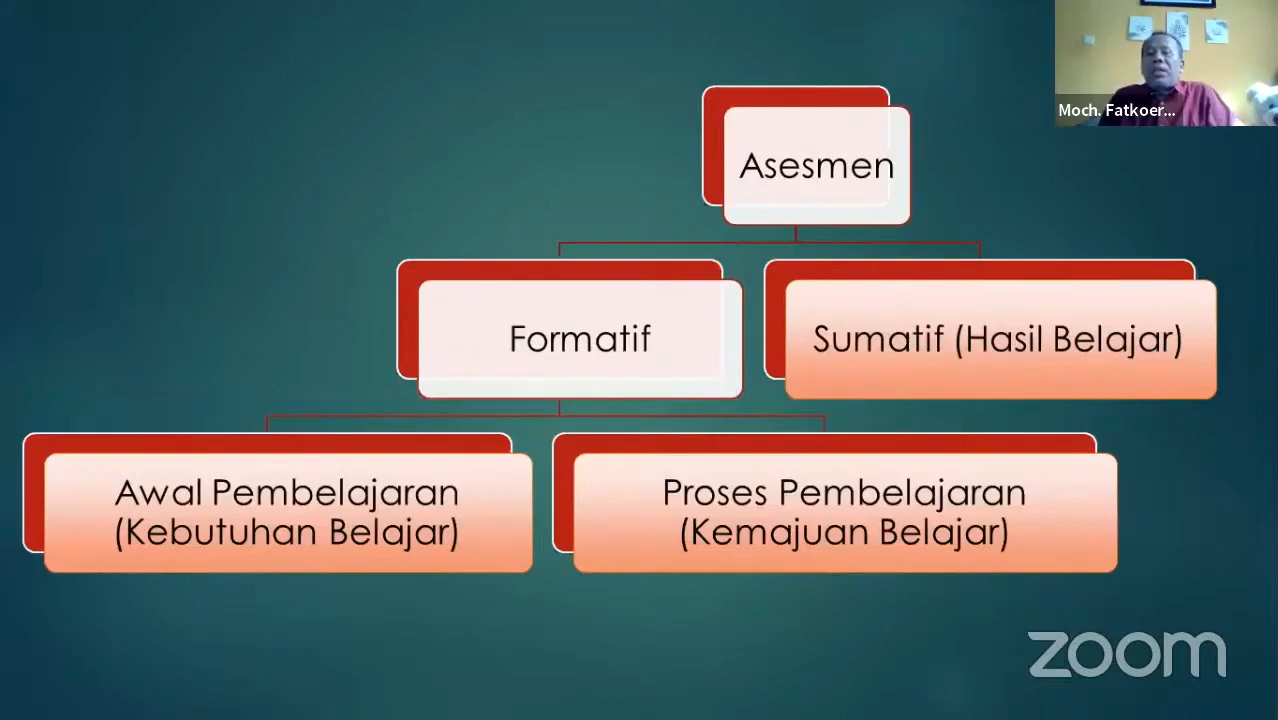 Moch. Fatkoer...
Asesmen
Formatif
Sumatif (Hasil Belajar)
Awal Pembelajaran
(Kebutuhan Belajar)
Proses Pembelajaran
(Kemajuan Belajar)
zoom